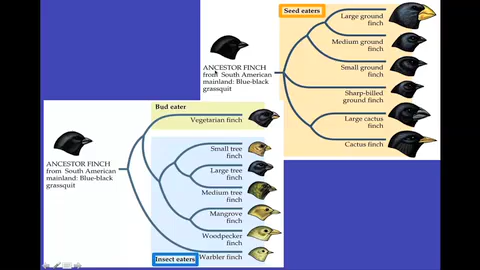 Seed eaters
Large ground
finch
Medium ground
finch
Small ground
finch
Sharp-billed
ground finch
Large cactus
finch
Cactus finch
ANCESTOR FINCH
from South American
mainland: Blue-black
grassquit
Bud eater
Vegetarian finch
Small tree
finch
Large tree
finch
Medium tree
finch
Mangrove
finch
Woodpecker
finch
Warbler finch
Insect eaters
ANCESTOR FINCH
from South American
mainland: Blue-black
grassquit